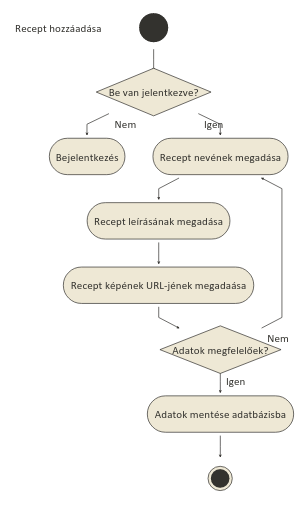 Recept hozzáadása
Be van jelentkezve?
Nem
Igen
Bejelentkezés
Recept nevének megadása
Recept leírásának megadása
Recept képének URL-jének megadaása
Nem
Adatok megfelelőek?
Igen
Adatok mentése adatbázisba